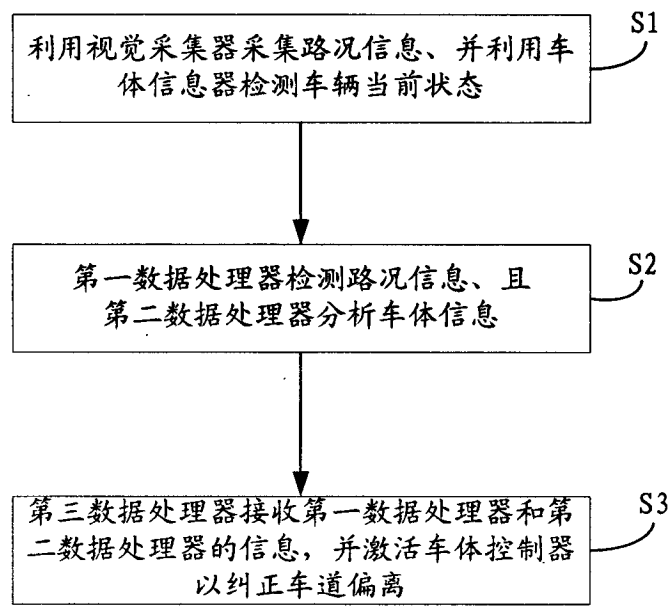 S1
利用视觉采集器采集路况信息、并利用车
体信息器检测车辆当前状态
S2
第一数据处理器检测路况信息、且
第二数据处理器分析车体信息
S3
第三数据处理器接收第一数据处理器和第
二数据处理器的信息，并激活车体控制器
以纠正车道偏离